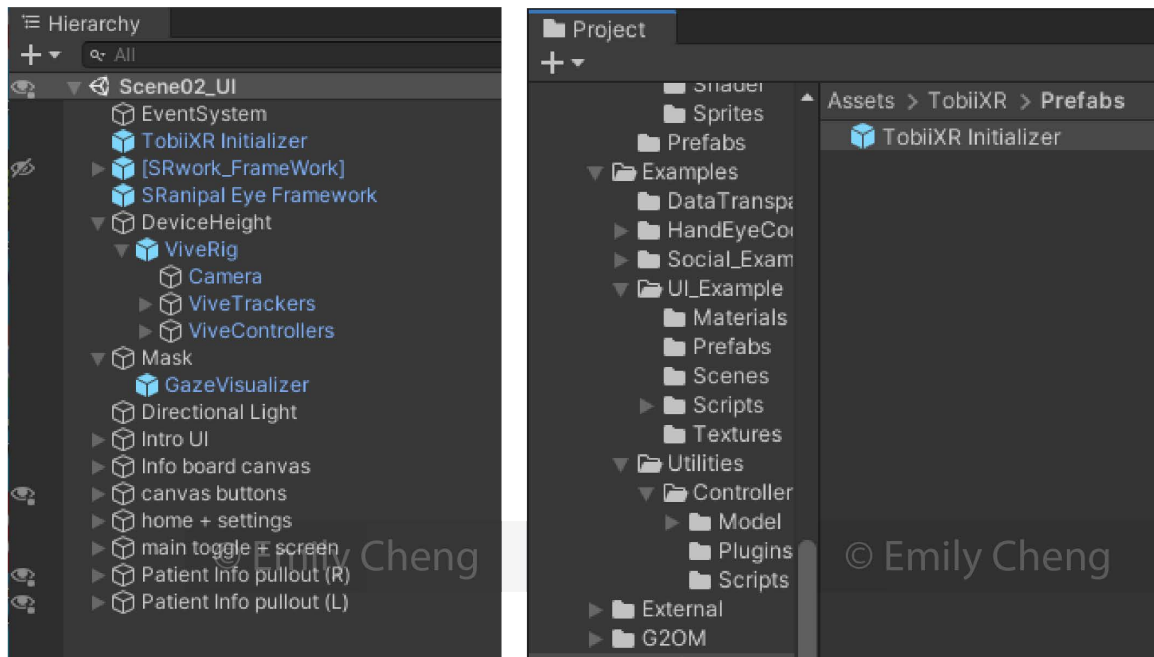 Hierarchy
All
Scene02_UI
EventSystem
TobiiXR Initializer
[SRwork_FrameWork]
SRanipal Eye Framework
DeviceHeight
ViveRig
Camera
ViveTrackers
ViveControllers
Mask
GazeVisualizer
Directional Light
Intro UI
Info board canvas
canvas buttons
home + settings
main toggle + screen
Patient Info pullout (R)
Patient Info pullout (L)
© Emily Cheng
Project
Shader
Sprites
Prefabs
Examples
DataTranspa
HandEyeCo
Social_Exam
UI_Example
Materials
Prefabs
Scenes
Scripts
Textures
Utilities
Controller
Model
Plugins
Scripts
External
G2OM
Assets > TobiiXR > Prefabs
TobiiXR Initializer
© Emily Cheng